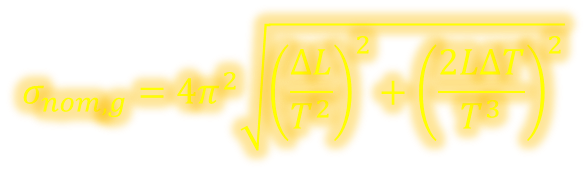 σ_{nom,g} = 4π² √((ΔL/T²)² + (2LΔT/T³)²)